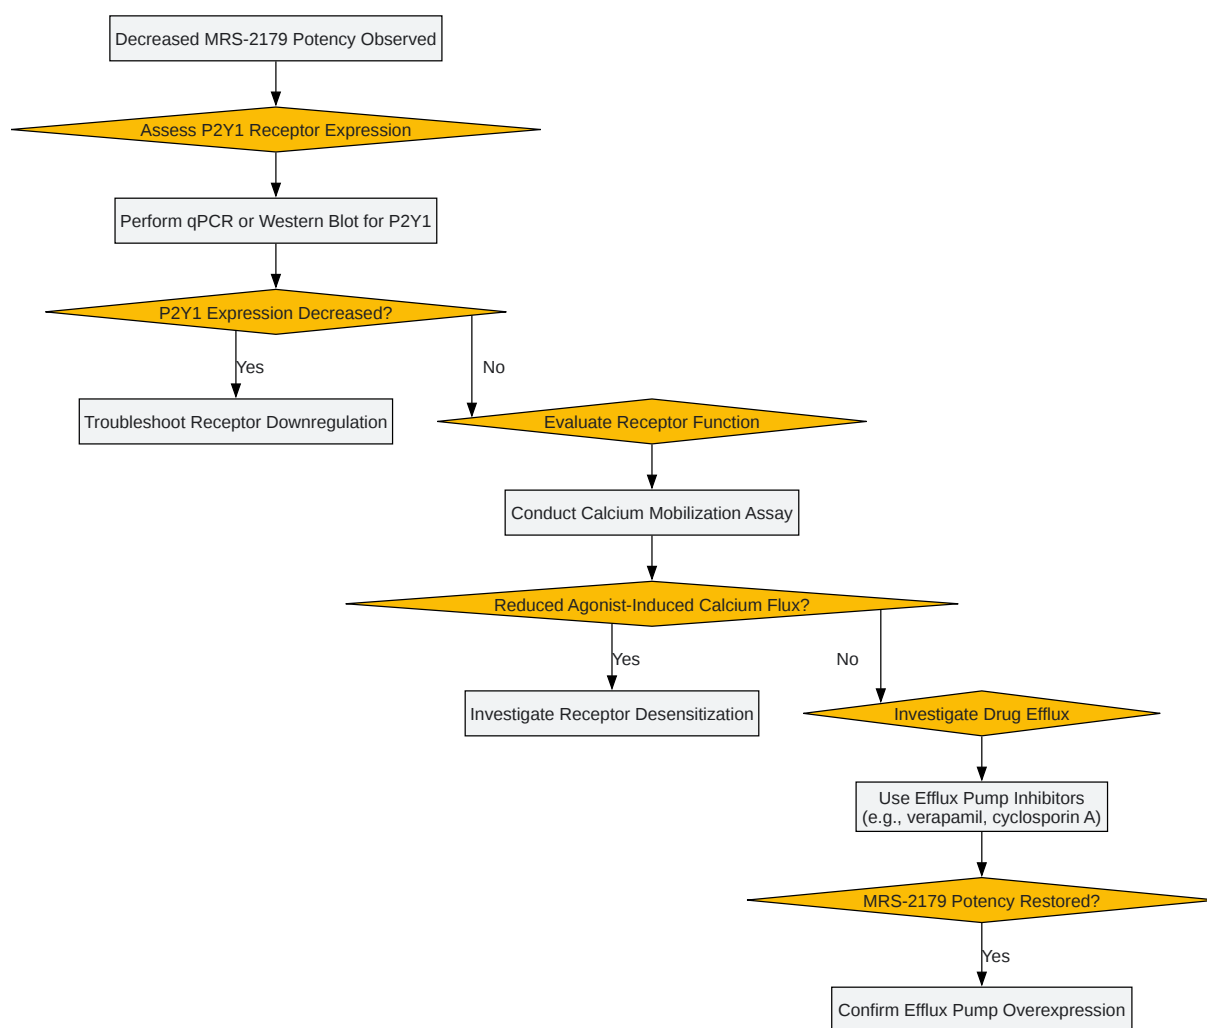 Decreased MRS-2179 Potency Observed
Assess P2Y1 Receptor Expression
Perform qPCR or Western Blot for P2Y1
P2Y1 Expression Decreased?
Yes
No
Troubleshoot Receptor Downregulation
Evaluate Receptor Function
Conduct Calcium Mobilization Assay
Reduced Agonist-Induced Calcium Flux?
Yes
No
Investigate Receptor Desensitization
Investigate Drug Efflux
Use Efflux Pump Inhibitors
(e.g., verapamil, cyclosporin A)
MRS-2179 Potency Restored?
Yes
Confirm Efflux Pump Overexpression